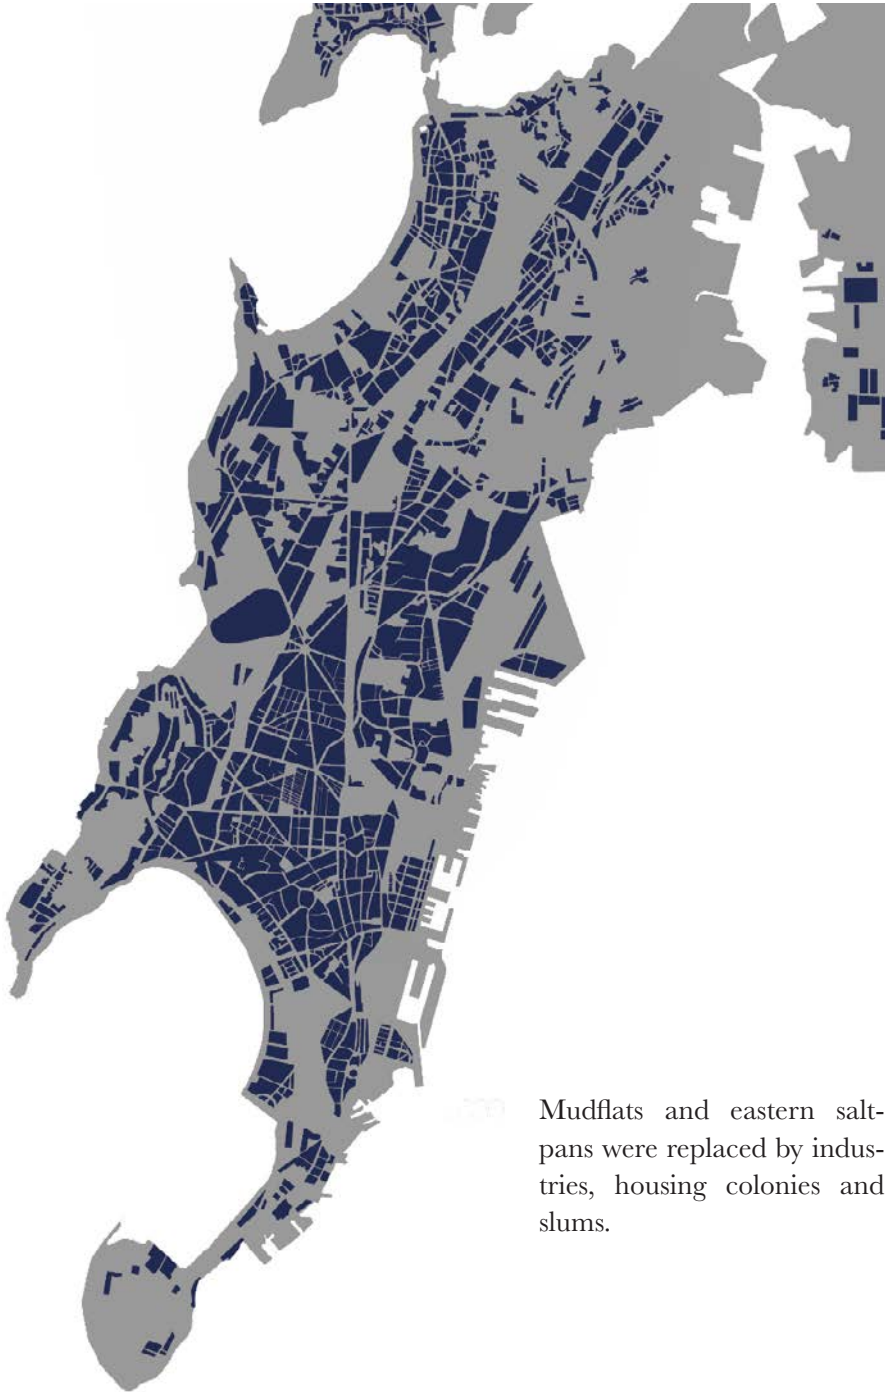 Mudflats and eastern salt-
pans were replaced by indus-
tries, housing colonies and
slums.